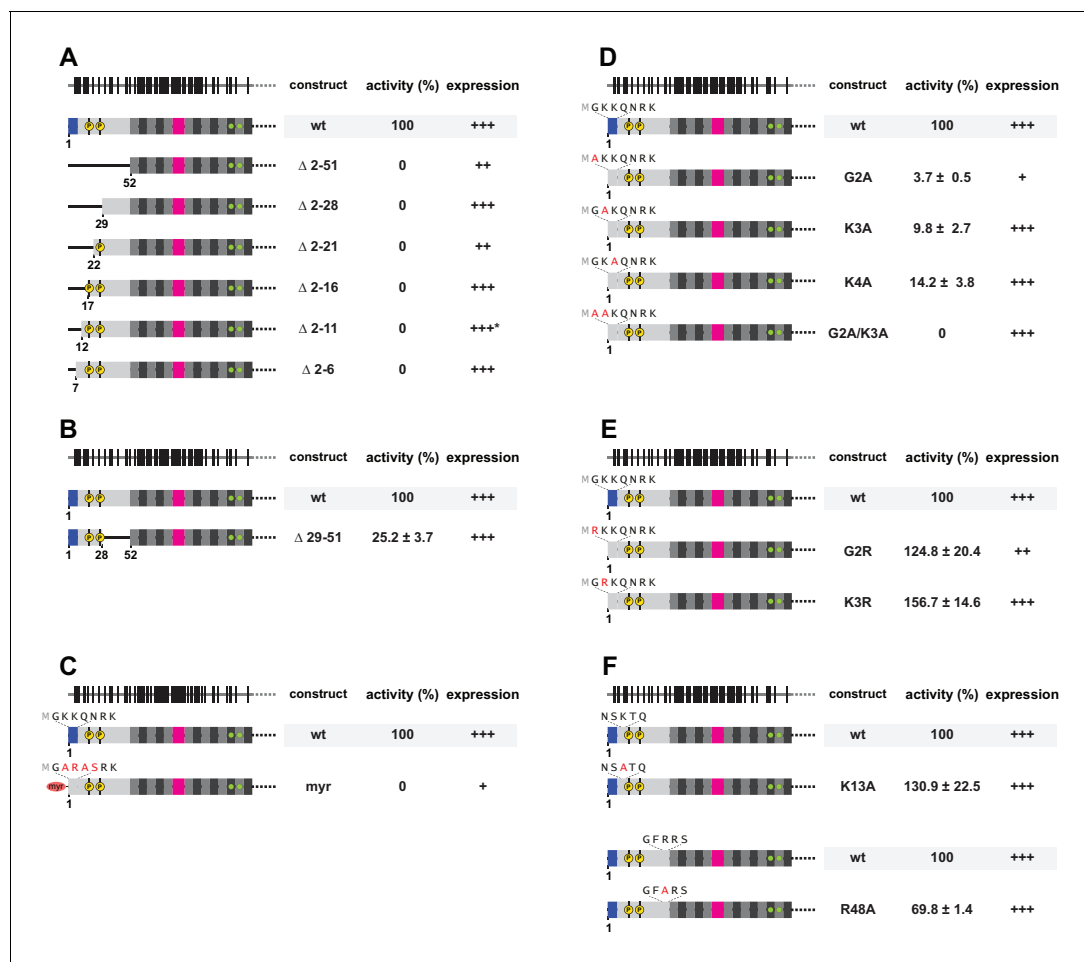 A
construct activity (%) expression
P P
wt 100 +++
1
Δ 2-51 0 ++
52
Δ 2-28 0 +++
29
P
Δ 2-21 0 ++
22
P P
Δ 2-16 0 +++
17
P P
Δ 2-11 0 +++*
12
P P
Δ 2-6 0 +++
7
B
construct activity (%) expression
P P
wt 100 +++
1
P P
Δ 29-51 25.2 ± 3.7 +++
1 28 52
C
construct activity (%) expression
MGKKQNRK
P P
wt 100 +++
1
MGARASRK
myr P P
myr 0 +
1
D
construct activity (%) expression
MGKKQNRK
P P
wt 100 +++
1
MAKKQNRK
P P
G2A 3.7 ± 0.5 +
1
MGAKQNRK
P P
K3A 9.8 ± 2.7 +++
1
MGKAQNRK
P P
K4A 14.2 ± 3.8 +++
1
MAAKQNRK
P P
G2A/K3A 0 +++
1
E
construct activity (%) expression
MGKKQNRK
P P
wt 100 +++
1
MRKKQNRK
P P
G2R 124.8 ± 20.4 ++
1
MGRKQNRK
P P
K3R 156.7 ± 14.6 +++
1
F
construct activity (%) expression
NSKTQ
P P
wt 100 +++
1
NSATQ
P P
K13A 130.9 ± 22.5 +++
1
GFRRS
P P
wt 100 +++
1
GFARS
P P
R48A 69.8 ± 1.4 +++
1